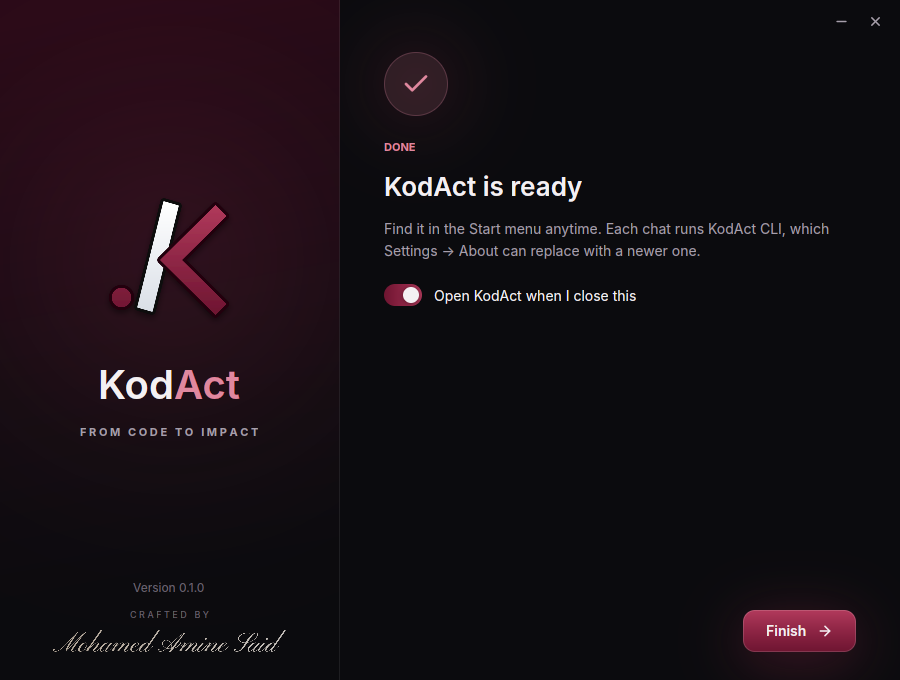 .K
KodAct
FROM CODE TO IMPACT
Version 0.1.0
CRAFTED BY
Mohamed Amine Said
DONE
KodAct is ready
Find it in the Start menu anytime. Each chat runs KodAct CLI, which
Settings → About can replace with a newer one.
Open KodAct when I close this
Finish →